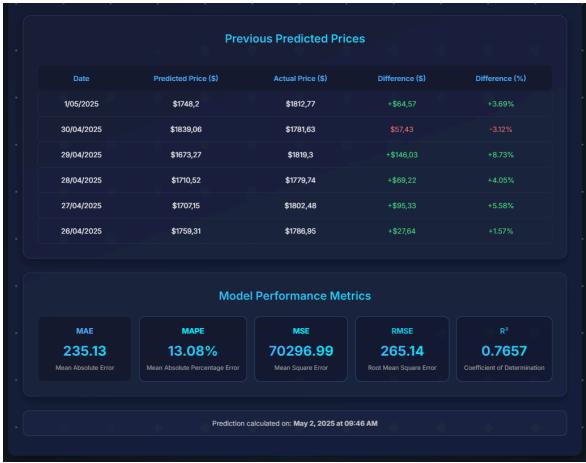 Previous Predicted Prices
Date Predicted Price ($) Actual Price ($) Difference ($) Difference (%)
1/05/2025 $1748,2 $1812,77 +$64,57 +3.69%
30/04/2025 $1839,06 $1781,63 $57,43 -3.12%
29/04/2025 $1673,27 $1819,3 +$146,03 +8.73%
28/04/2025 $1710,52 $1779,74 +$69,22 +4.05%
27/04/2025 $1707,15 $1802,48 +$95,33 +5.58%
26/04/2025 $1759,31 $1786,95 +$27,64 +1.57%
Model Performance Metrics
MAE MAPE MSE RMSE R²
235.13 13.08% 70296.99 265.14 0.7657
Mean Absolute Error Mean Absolute Percentage Error Mean Square Error Root Mean Square Error Coefficient of Determination
Prediction calculated on: May 2, 2025 at 09:46 AM